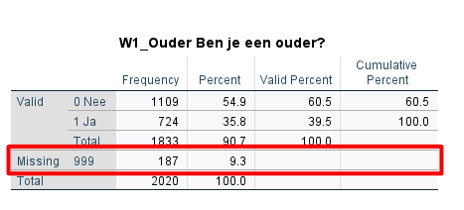 W1_Ouder Ben je een ouder?
Frequency Percent Valid Percent Cumulative Percent
Valid 0 Nee 1109 54.9 60.5 60.5
1 Ja 724 35.8 39.5 100.0
Total 1833 90.7 100.0
Missing 999 187 9.3
Total 2020 100.0